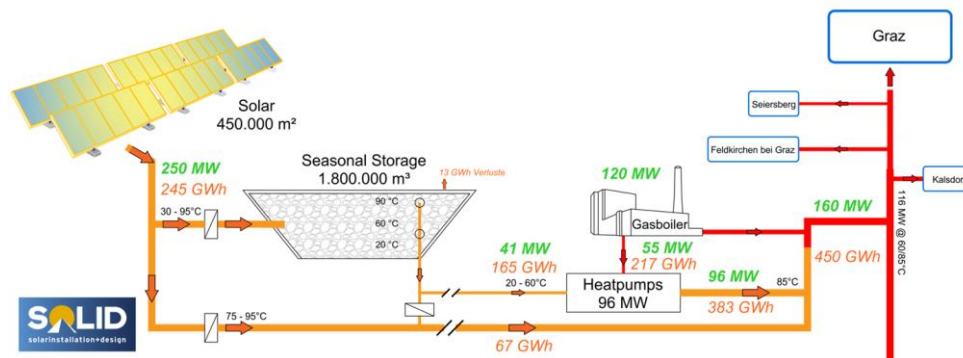 Graz
Seiersberg
Feldkirchen bei Graz
Kalsdorf
116 MW @ 60/85°C
Solar
450.000 m²
250 MW
245 GWh
30 - 95°C
Seasonal Storage
1.800.000 m³
13 GWh Verluste
90 °C
60 °C
20 °C
120 MW
Gasboiler
160 MW
450 GWh
41 MW
165 GWh
20 - 60°C
55 MW
217 GWh
Heatpumps
96 MW
96 MW
383 GWh
85°C
75 - 95°C
67 GWh
SOLID
solarinstallation+design